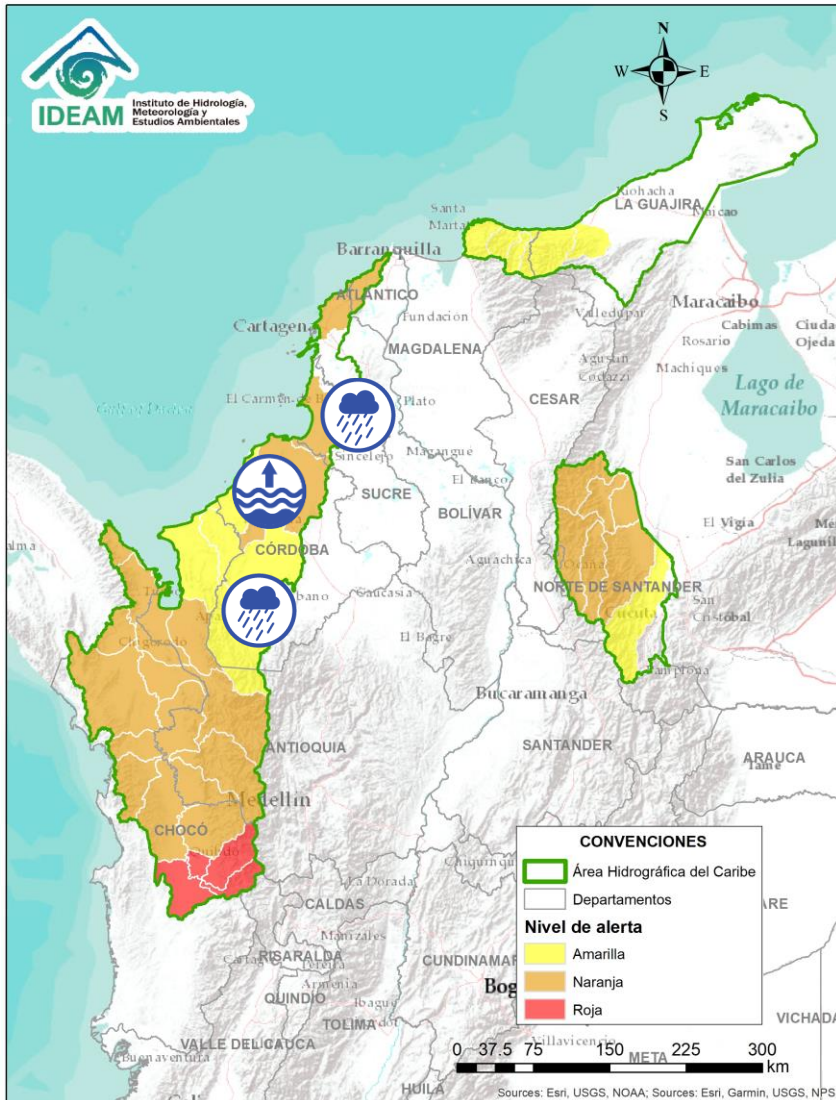 IDEAM
Instituto de Hidrología,
Meteorología y
Estudios Ambientales
N
W
E
S
Riohacha
LA GUAJIRA
Maicao
Santa
Marta
Barranquilla
ATLÁNTICO
Cartagena
Fundación
Valledupar
Maracaibo
Cabimas
Ciudad
Ojeda
Rosario
MAGDALENA
Agustín
Codazzi
Machiques
El Carmen de B
Plato
CESAR
Lago de
Maracaibo
Sincelejo
Magangué
San Carlos
del Zulia
El Banco
SUCRE
BOLÍVAR
El Vigía
CÓRDOBA
Aguachica
Ocaña
NORTE DE SANTANDER
Caucasia
bano
San
Cristóbal
Cúcuta
Chigorodó
El Bagre
Pamplona
Bucaramanga
ANTIOQUIA
SANTANDER
ARAUCA
Tame
Medellín
CHOCÓ
Quibdó
Chiquinqu
La Dorada
CALDAS
Manizales
RISARALDA
Pereira
CUNDINAMAR
Armenia
QUINDIO
Ibagué
Bog
TOLIMA
VALLE DEL CAUCA
Buenaventura
Villavicencio
META
VICHADA
HUILA
CONVENCIONES
Área Hidrográfica del Caribe
Departamentos
Nivel de alerta
Amarilla
Naranja
Roja
0 37.5 75 150 225 300
km
Sources: Esri, USGS, NOAA; Sources: Esri, Garmin, USGS, NPS